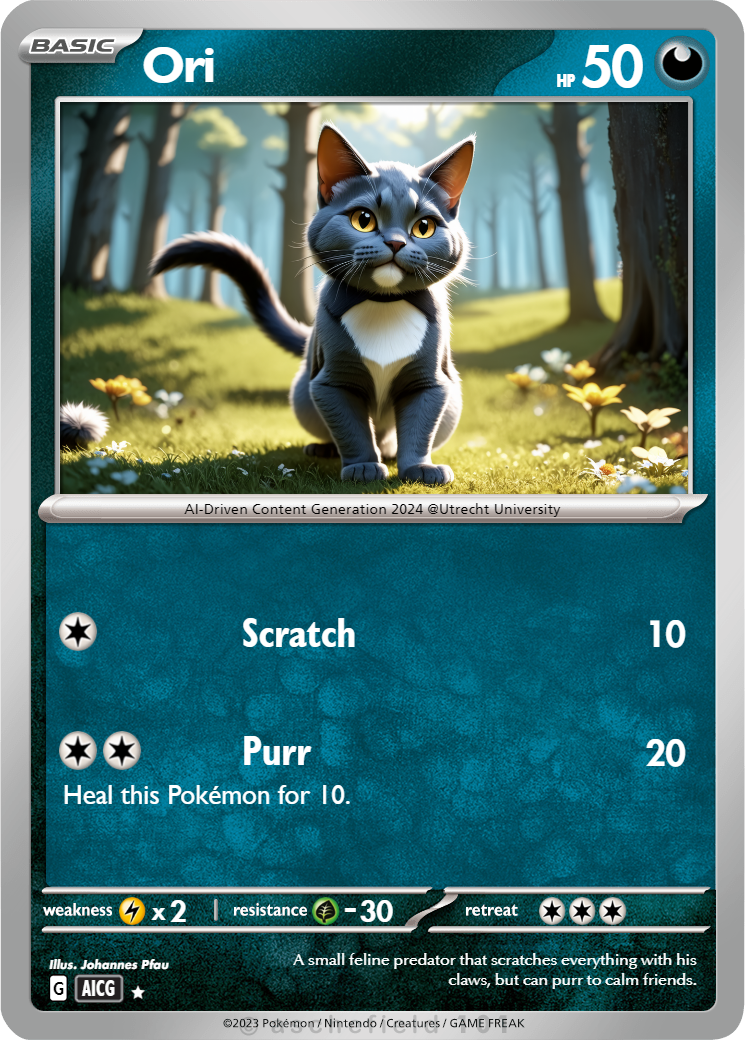 BASIC
Ori
HP 50
AI-Driven Content Generation 2024 @Utrecht University
Scratch 10
Purr 20
Heal this Pokémon for 10.
weakness x 2 | resistance -30 retreat
Illus. Johannes Pfau
A small feline predator that scratches everything with his
claws, but can purr to calm friends.
G AICG
©2023 Pokémon / Nintendo / Creatures / GAME FREAK